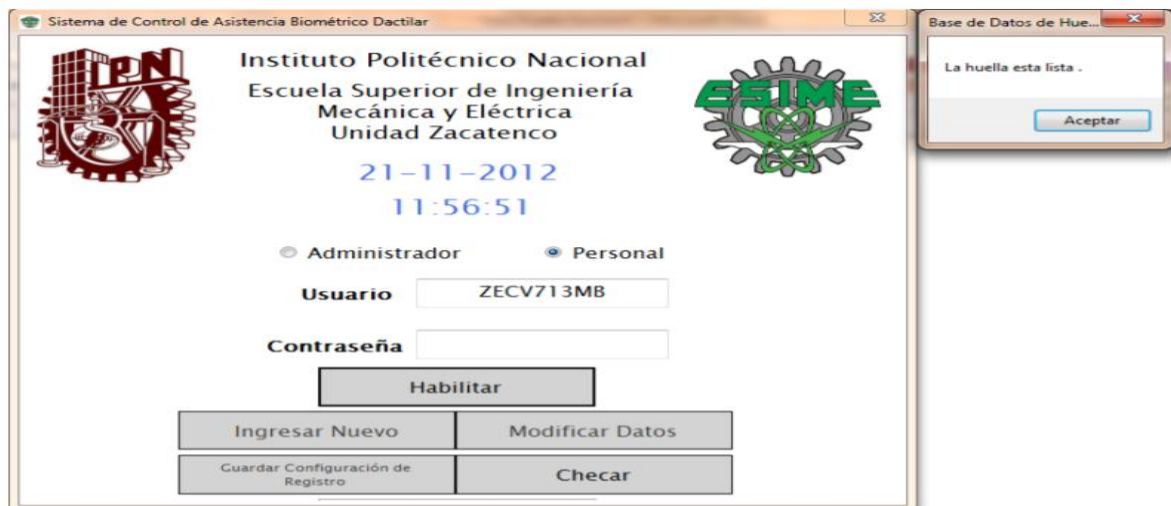 Sistema de Control de Asistencia Biométrico Dactilar
IPN
Instituto Politécnico Nacional
Escuela Superior de Ingeniería
Mecánica y Eléctrica
Unidad Zacatenco
ESIME
21-11-2012
11:56:51
Administrador
Personal
Usuario
ZECV713MB
Contraseña
Habilitar
Ingresar Nuevo
Modificar Datos
Guardar Configuración de
Registro
Checar
Base de Datos de Hue...
La huella esta lista .
Aceptar